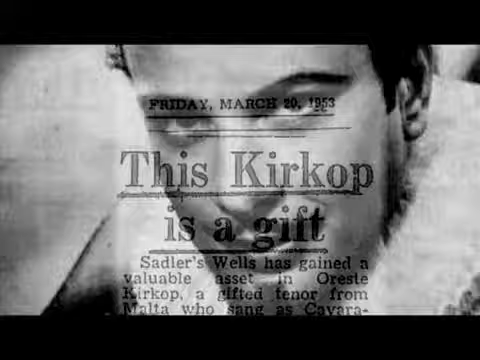 FRIDAY, MARCH 20, 1953
This Kirkop
is a gift
Sadler's Wells has gained a
valuable asset in Oreste
Kirkop, a gifted tenor from
Malta who sang as Cavara-